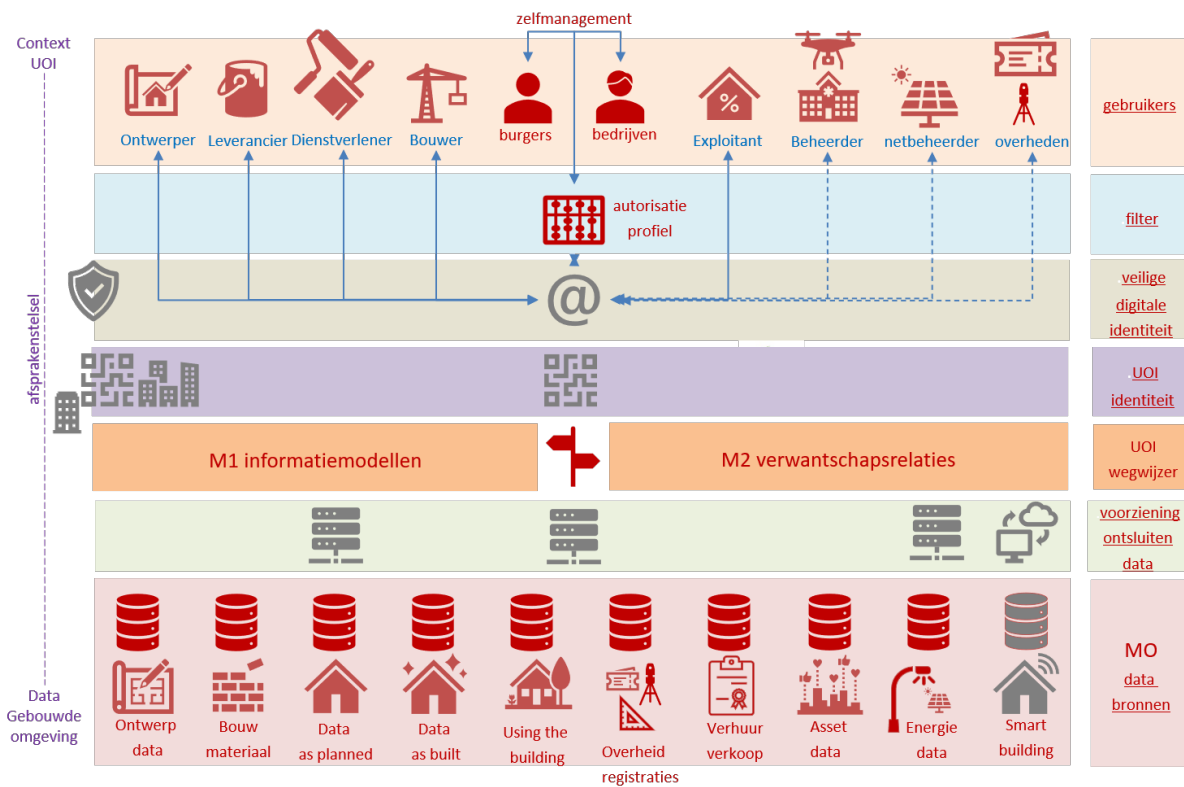 zelfmanagement
Context
UOI
Ontwerper
Leverancier
Dienstverlener
Bouwer
burgers
bedrijven
Exploitant
Beheerder
netbeheerder
overheden
gebruikers
autorisatie
profiel
filter
@
veilige
digitale
identiteit
afsprakenstelsel
UOI
identiteit
M1 informatiemodellen
M2 verwantschapsrelaties
UOI
wegwijzer
voorziening
ontsluiten
data
Data
Gebouwde
omgeving
Ontwerp
data
Bouw
materiaal
Data
as planned
Data
as built
Using the
building
Overheid
registraties
Verhuur
verkoop
Asset
data
Energie
data
Smart
building
MO
data
bronnen